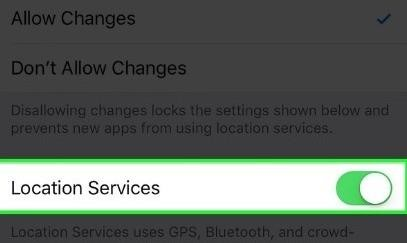 Allow Changes
Don't Allow Changes
Disallowing changes locks the settings shown below and
prevents new apps from using location services.
Location Services
Location Services uses GPS, Bluetooth, and crowd-